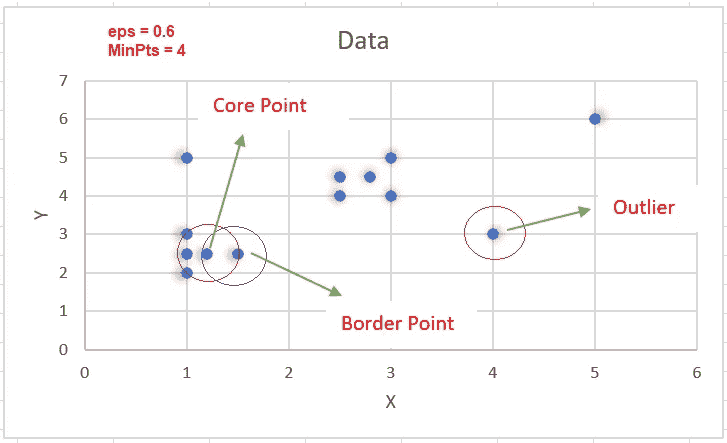 eps = 0.6
MinPts = 4
Data
7
Core Point
6
5
4
Outlier
Y
3
2
1
Border Point
0
0 1 2 3 4 5 6
X